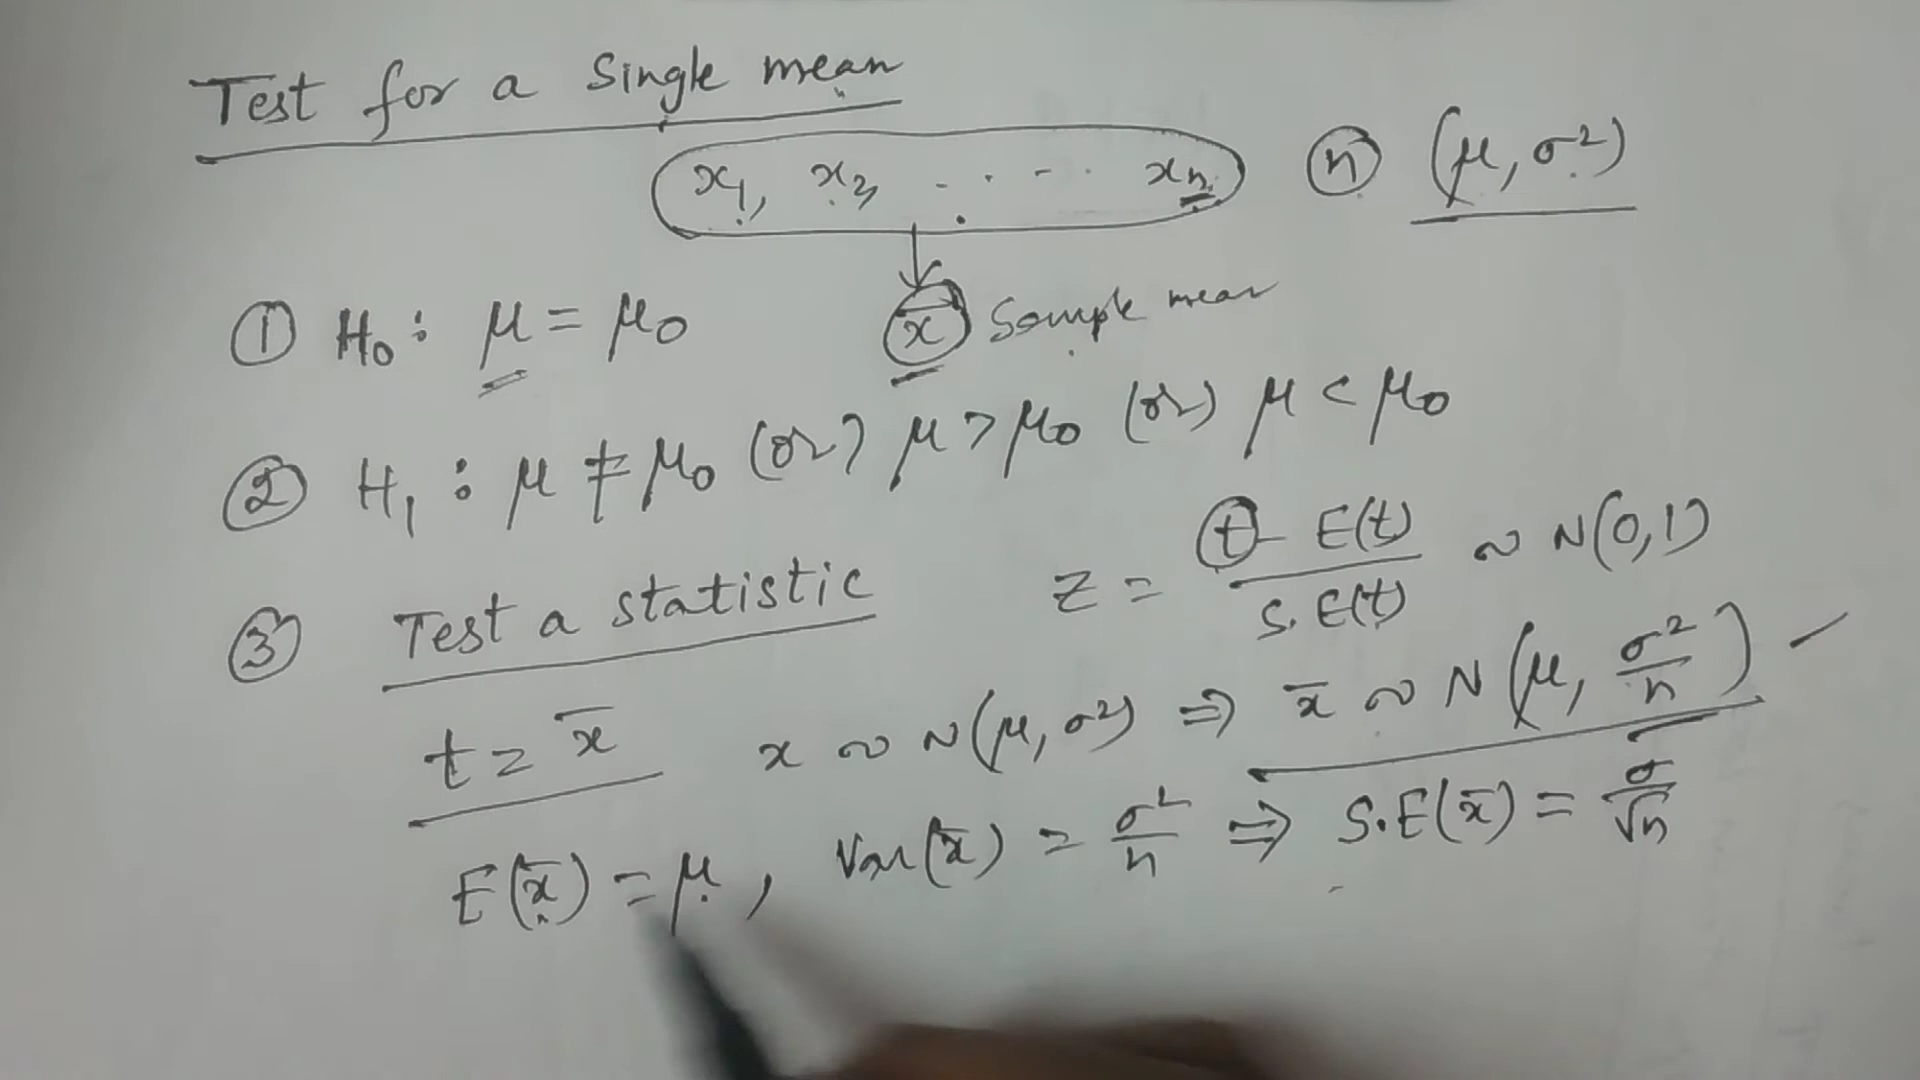 Test for a Single mean
x₁, x₂, . . - . xₙ (n) (μ, σ²)
① H₀ : μ = μ₀ x̄ Sample mean
② H₁ : μ ≠ μ₀ (or) μ > μ₀ (or) μ < μ₀
③ Test a statistic z = (t - E(t)) / S.E(t) ~ N(0,1)
t = x̄ x ~ N(μ, σ²) ⇒ x̄ ~ N(μ, σ²/n)
E(x̄) = μ, Var(x̄) = σ²/n ⇒ S.E(x̄) = σ/√n